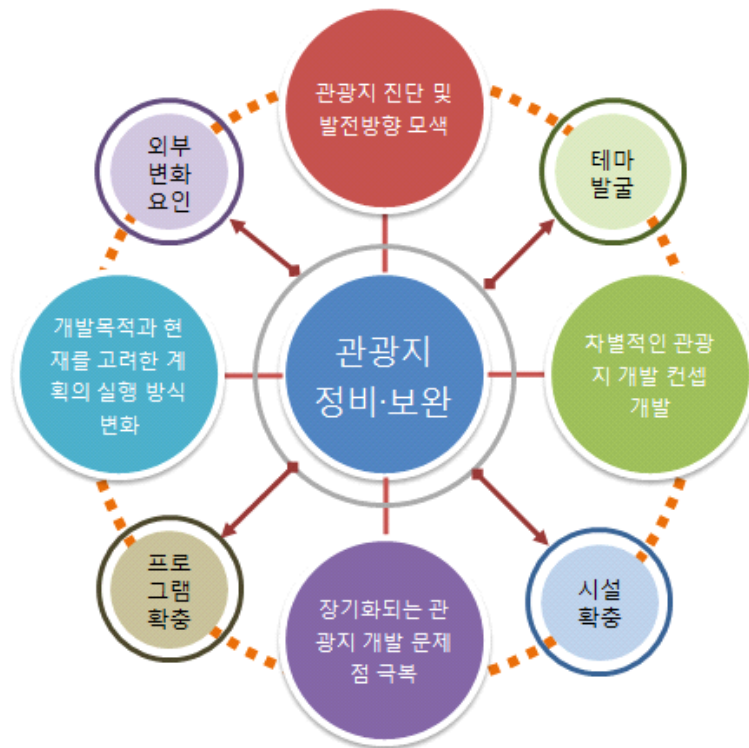 관광지 진단 및
발전방향 모색
외부
변화
요인
테마
발굴
개발목적과 현
재를 고려한 계
획의 실행 방식
변화
관광지
정비·보완
차별적인 관광
지 개발 컨셉
개발
프로
그램
확충
장기화되는 관
광지 개발 문제
점 극복
시설
확충